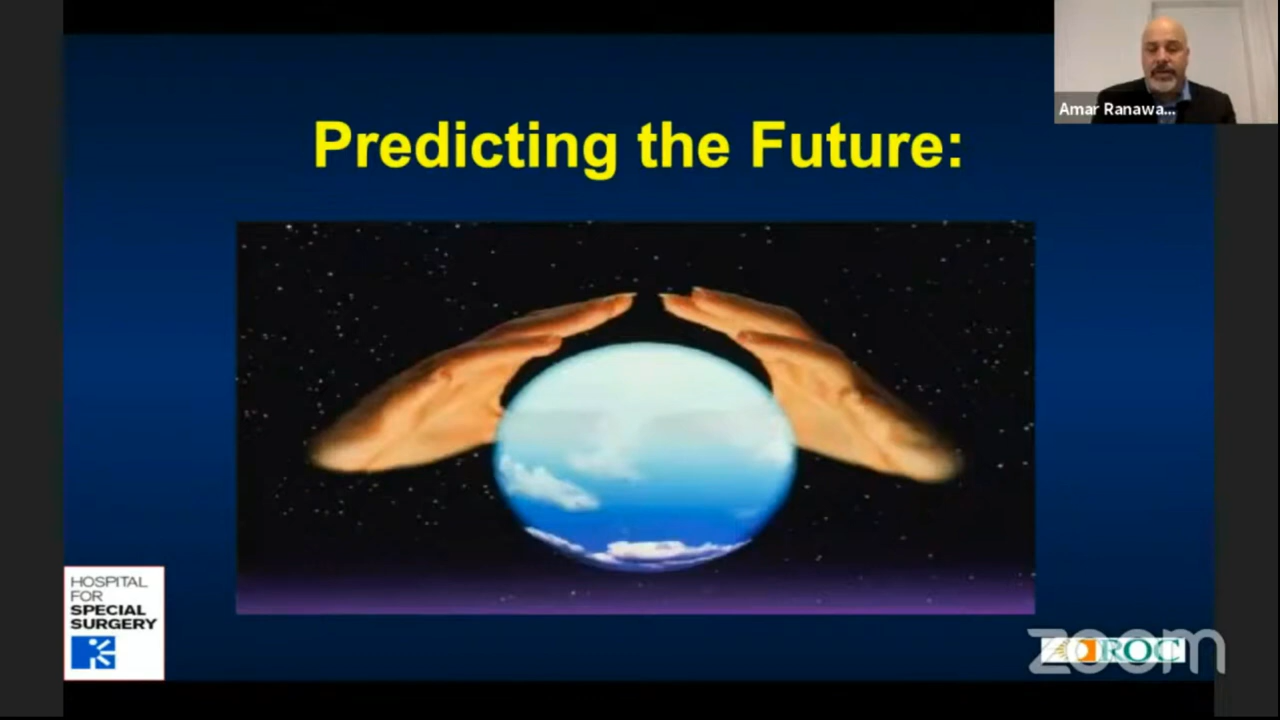 Amar Ranawa...
Predicting the Future:
HOSPITAL
FOR
SPECIAL
SURGERY
zoom
ROC